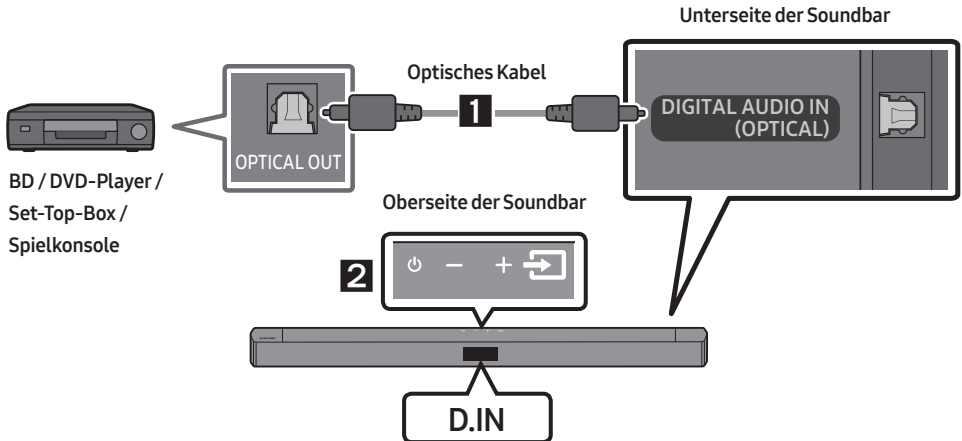 Unterseite der Soundbar
Optisches Kabel
1
DIGITAL AUDIO IN
(OPTICAL)
OPTICAL OUT
BD / DVD-Player /
Set-Top-Box /
Spielkonsole
Oberseite der Soundbar
2
D.IN